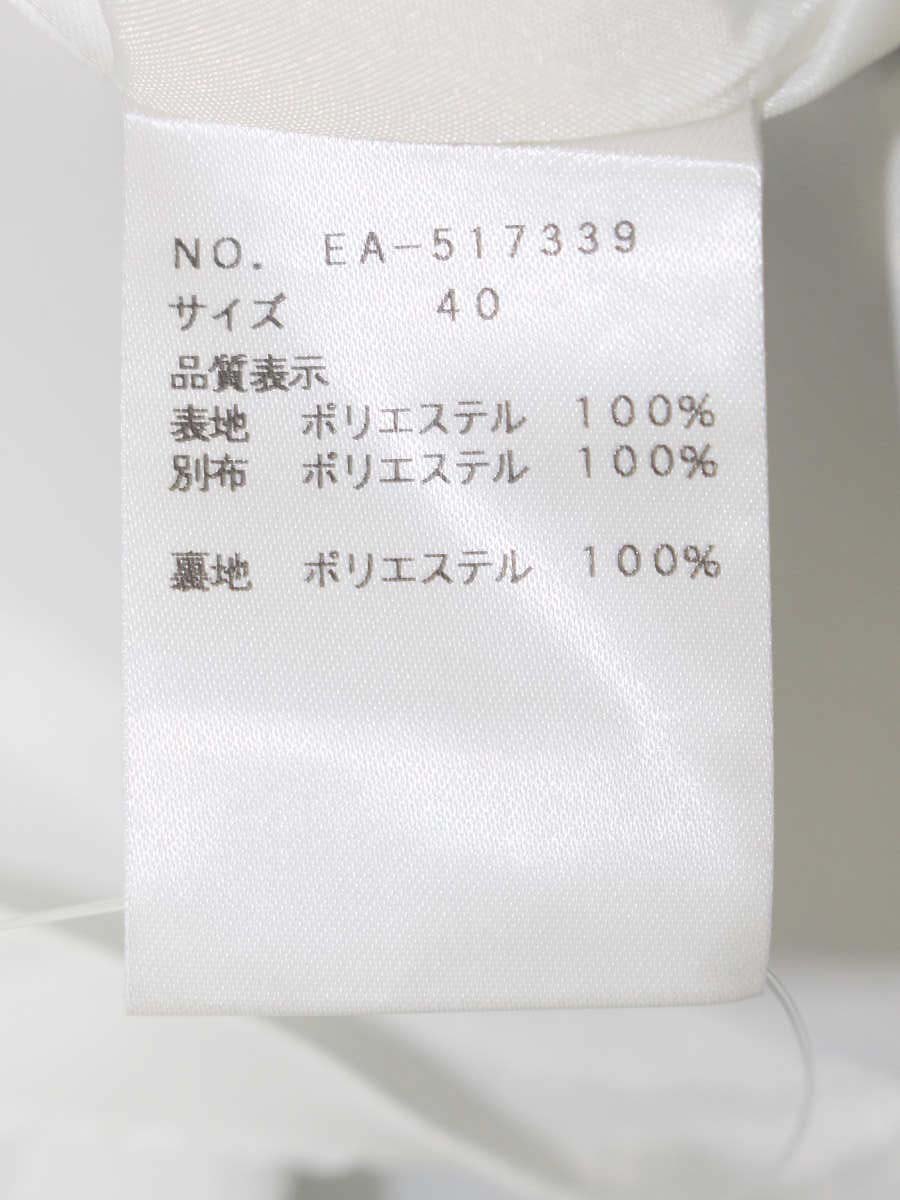 NO. EA-517339
サイズ 40
品質表示
表地 ポリエステル 100%
別布 ポリエステル 100%
裏地 ポリエステル 100%